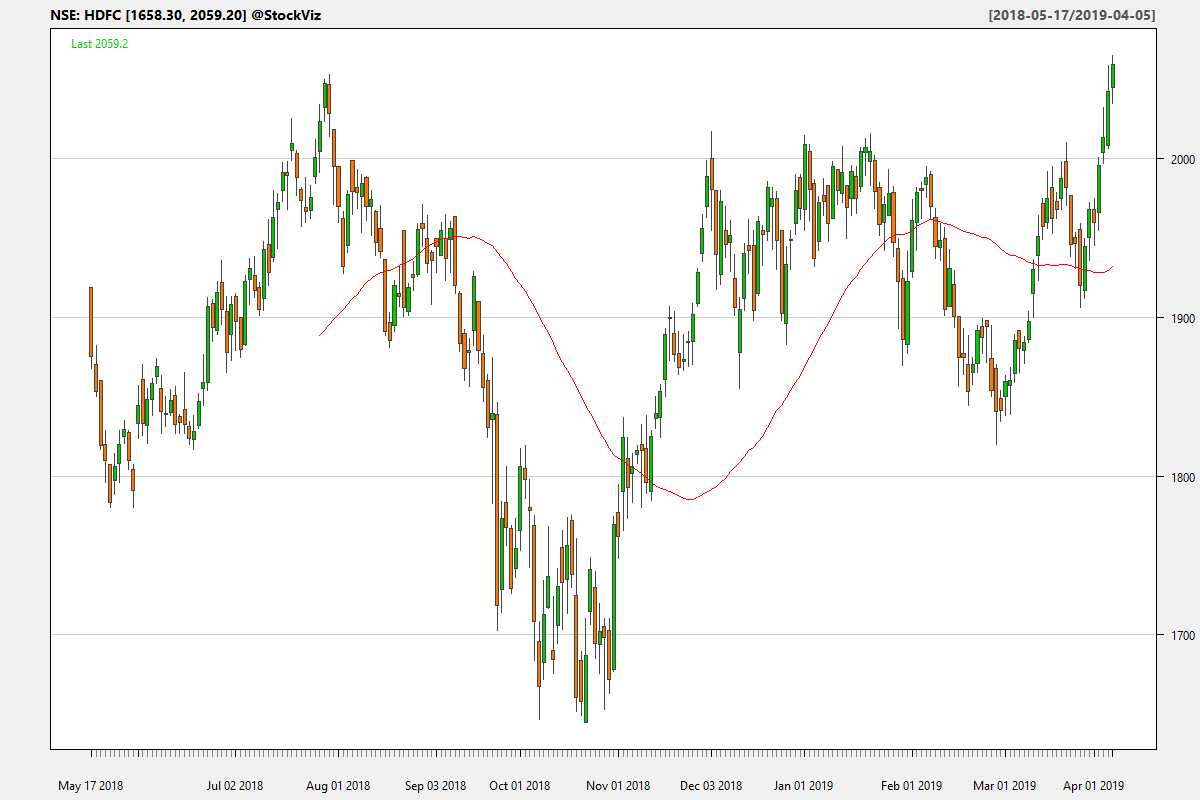 NSE: HDFC [1658.30, 2059.20] @StockViz
[2018-05-17/2019-04-05]
Last 2059.2
2000
1900
1800
1700
May 17 2018
Jul 02 2018
Aug 01 2018
Sep 03 2018
Oct 01 2018
Nov 01 2018
Dec 03 2018
Jan 01 2019
Feb 01 2019
Mar 01 2019
Apr 01 2019